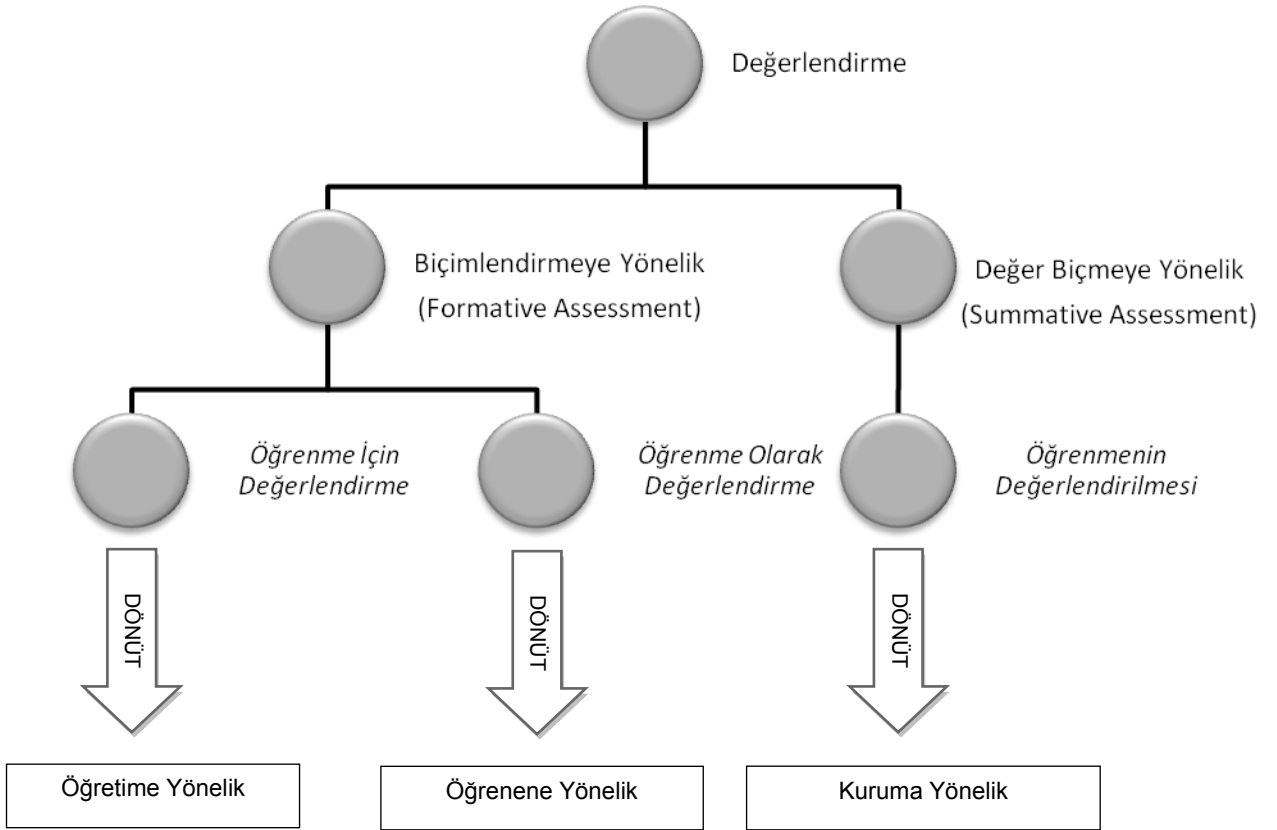 Değerlendirme
Biçimlendirmeye Yönelik
(Formative Assessment)
Değer Biçmeye Yönelik
(Summative Assessment)
Öğrenme İçin
Değerlendirme
Öğrenme Olarak
Değerlendirme
Öğrenmenin
Değerlendirilmesi
DÖNÜT
DÖNÜT
DÖNÜT
Öğretime Yönelik
Öğrenene Yönelik
Kuruma Yönelik